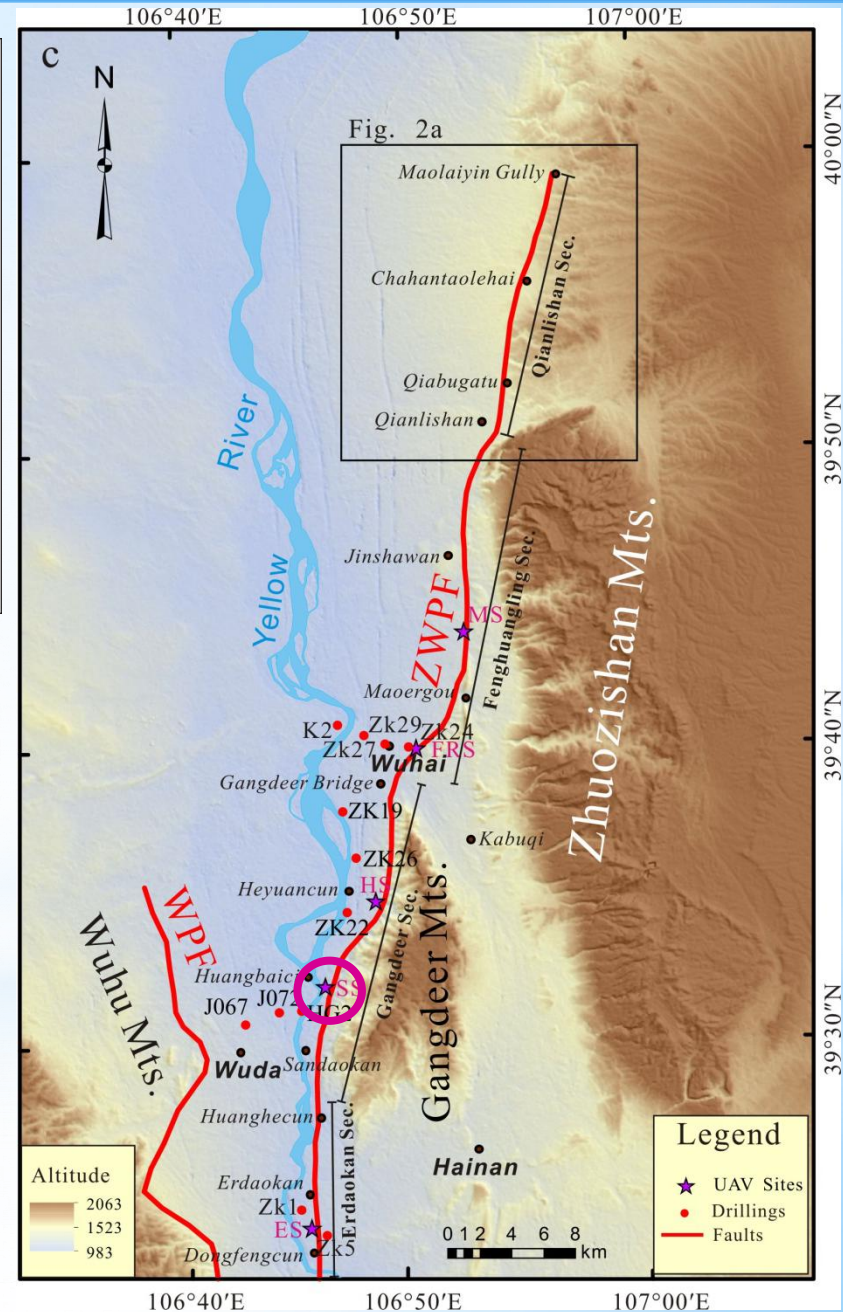 106°40′E 106°50′E 107°00′E
c
N
Fig. 2a
40°00″N
Maolaiyin Gully
Chahantaolehai
Qianlishan Sec.
Qiabugatu
Qianlishan
39°50″N
River
Yellow
Jinshawan
ZWPF
MS
Fenghuangling Sec.
Zhuozishan Mts.
Maoergou
K2
Zk29
Zk24
39°40″N
Zk27
Wuhai
FRS
Gangdeer Bridge
ZK19
Kabuqi
ZK26
Heyuancun
HS
ZK22
Gangdeer Sec.
Gangdeer Mts.
WPF
Wuhu Mts.
Huangbaici
SS
J072
J067
HG2
39°30″N
Wuda
Sandaokan
Huanghecun
Erdaokan Sec.
Hainan
Erdaokan
Zk1
ES
Zk5
Dongfengcun
Altitude
2063
1523
983
0 1 2 4 6 8
km
Legend
UAV Sites
Drillings
Faults
106°40′E 106°50′E 107°00′E